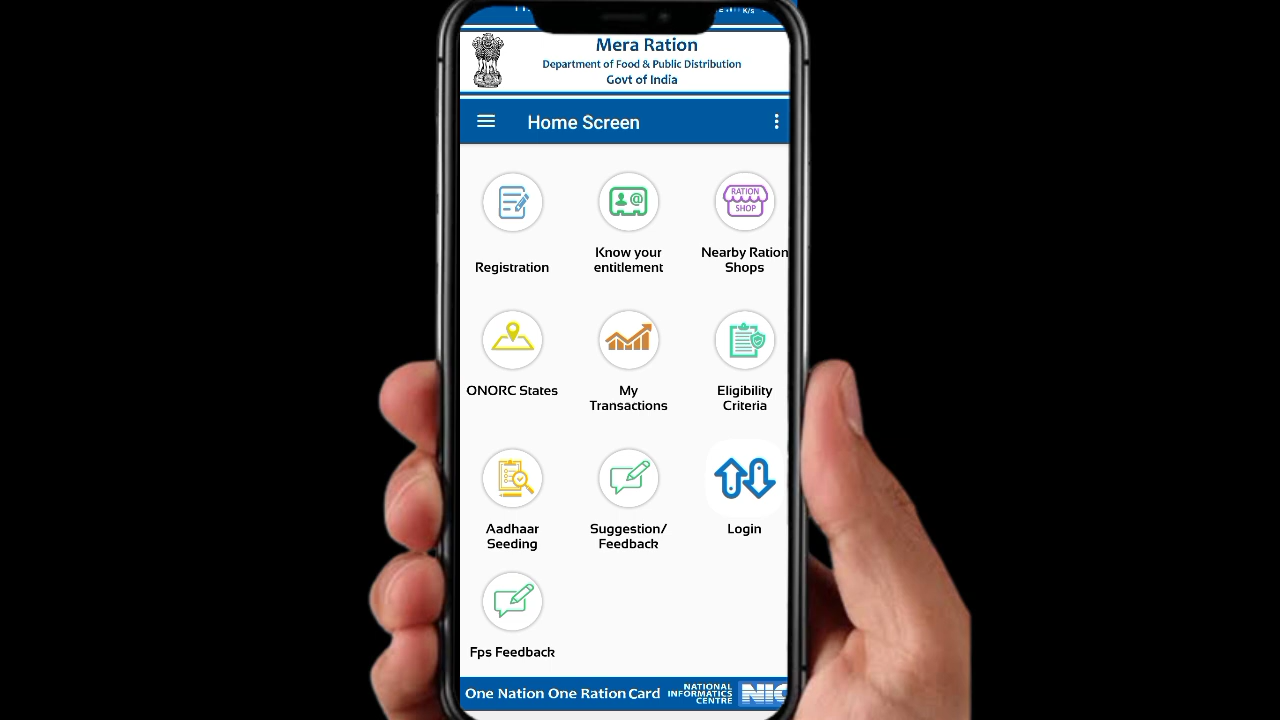 K/s
Mera Ration
Department of Food & Public Distribution
Govt of India
Home Screen
RATION
SHOP
Registration
Know your
entitlement
Nearby Ration
Shops
ONORC States
My
Transactions
Eligibility
Criteria
Aadhaar
Seeding
Suggestion/
Feedback
Login
Fps Feedback
One Nation One Ration Card
NATIONAL
INFORMATICS
CENTRE
NIC